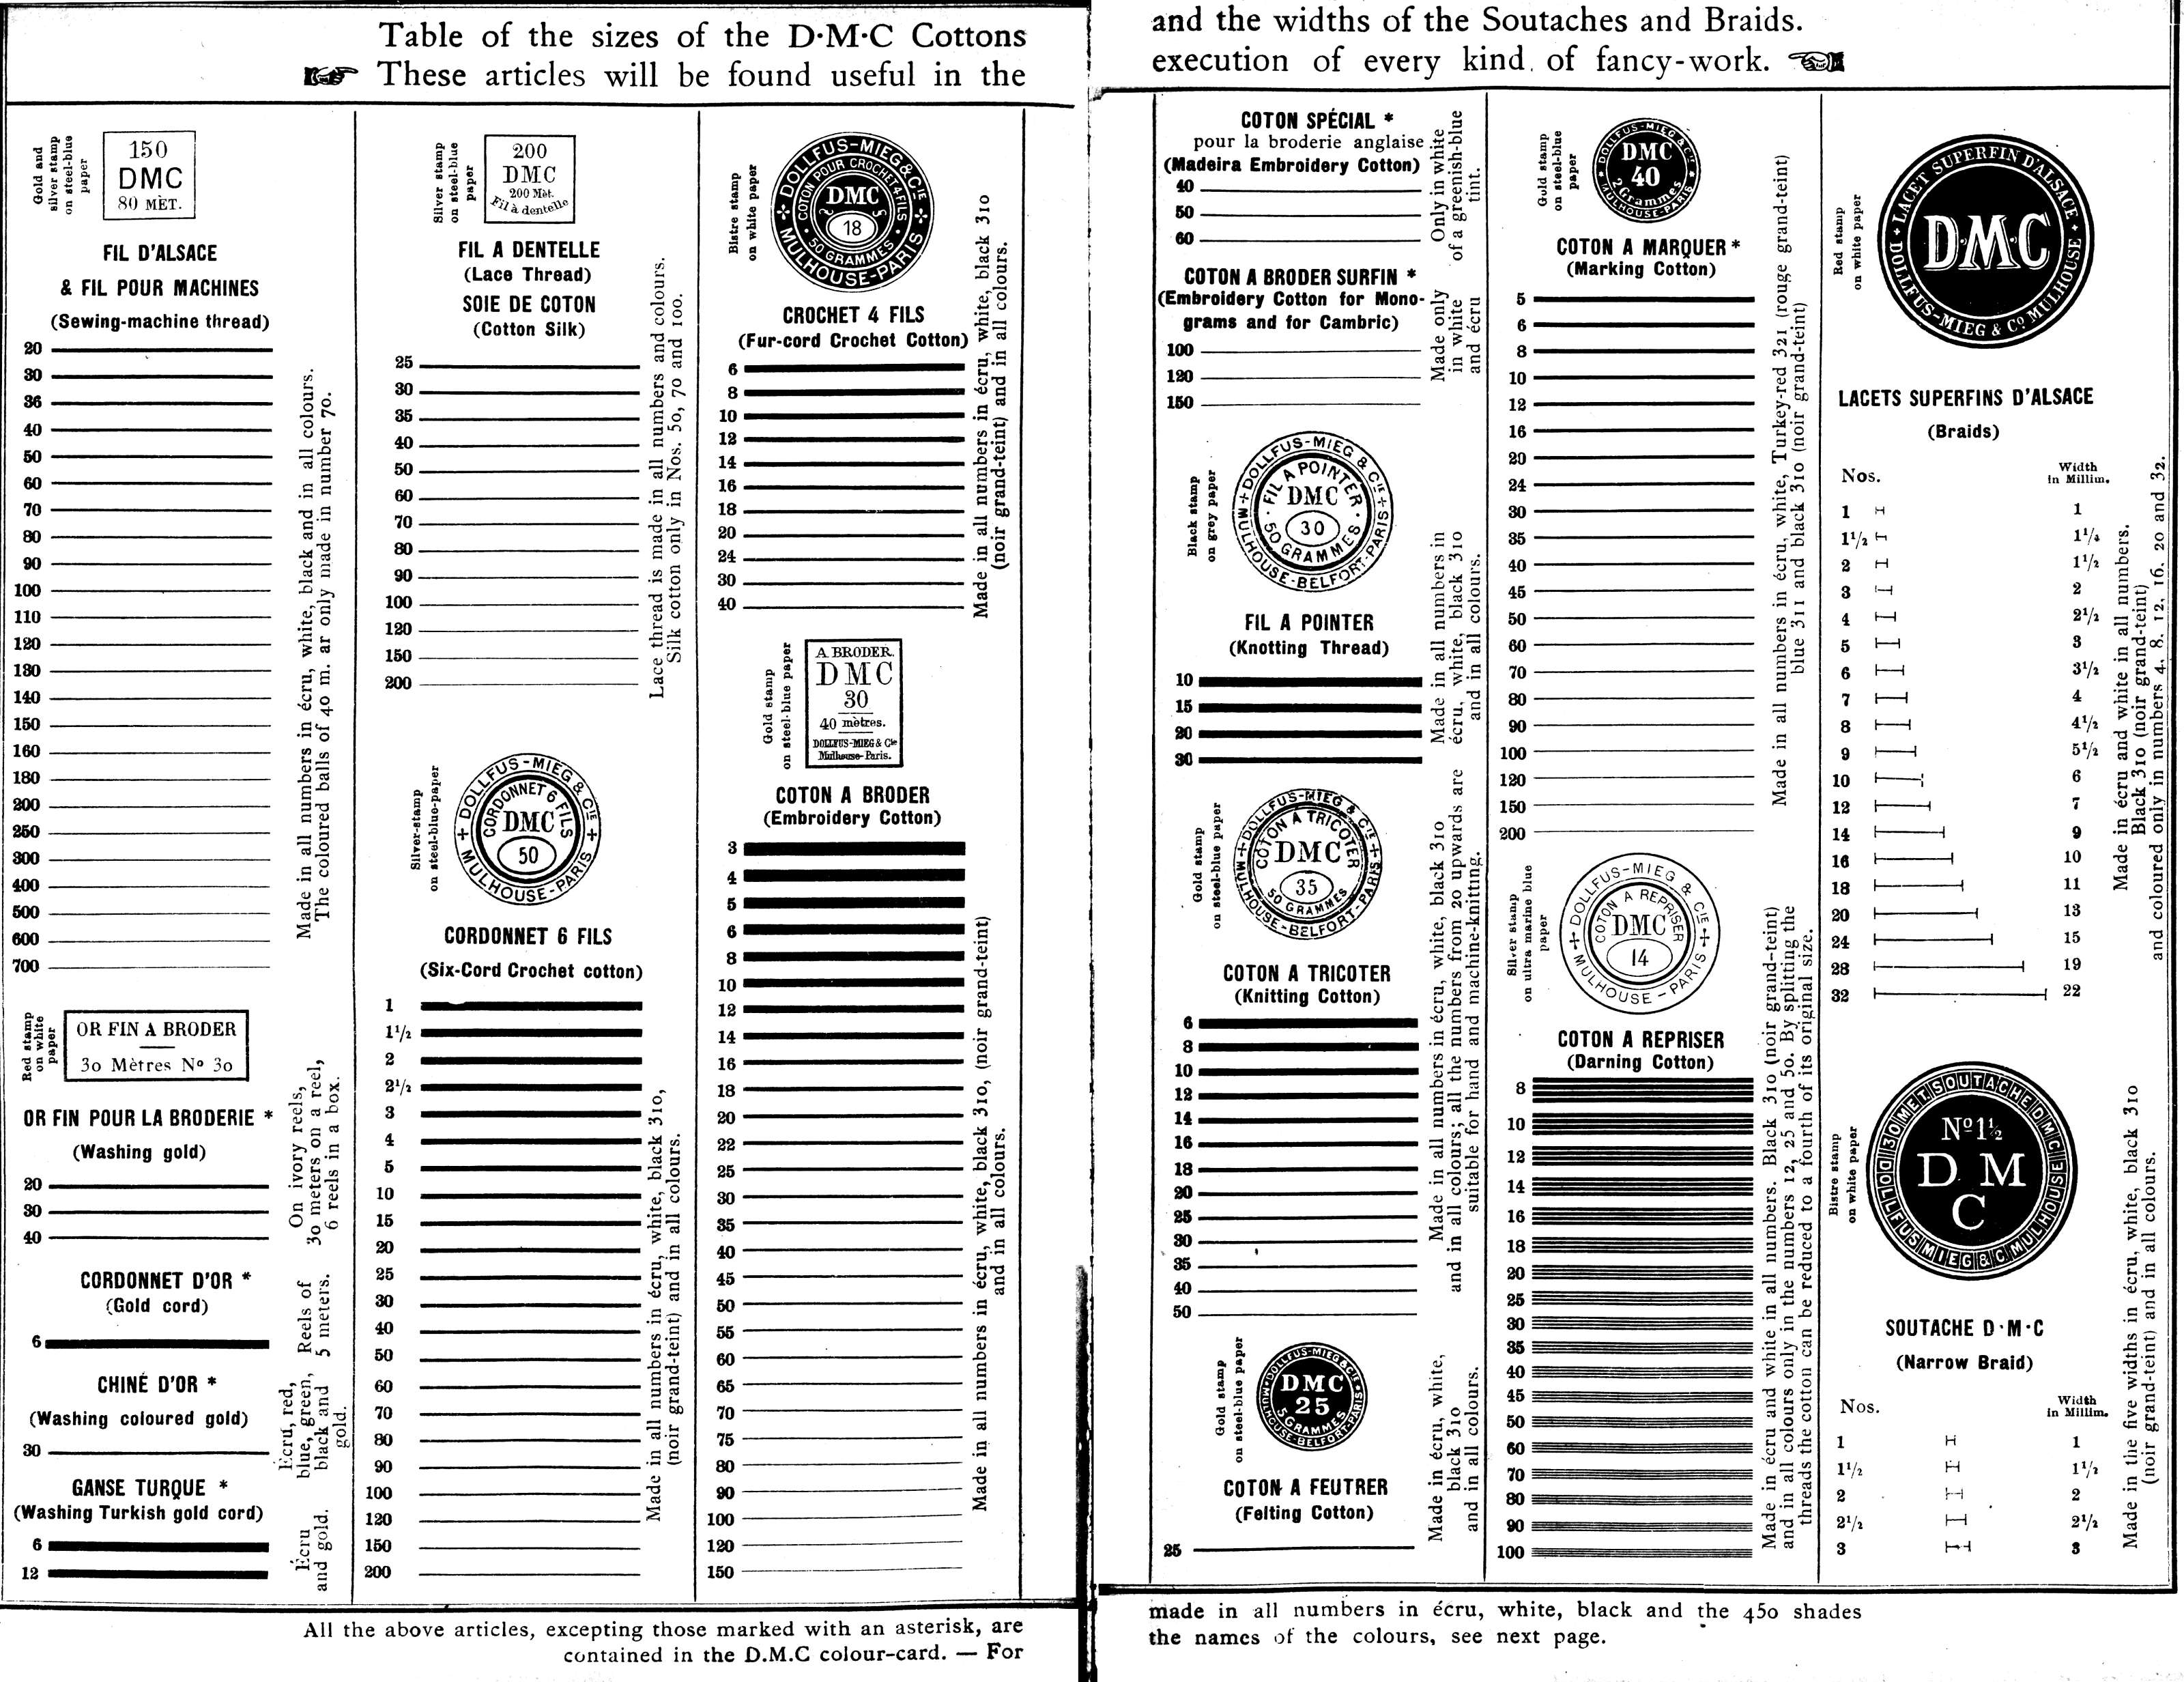 Table of the sizes of the D·M·C Cottons
These articles will be found useful in the
Gold and
silver stamp
on steel-blue
paper
150
DMC
80 MÈT.
FIL D'ALSACE
& FIL POUR MACHINES
(Sewing-machine thread)
20
30
36
40
50
60
70
80
90
100
110
120
130
140
150
160
180
200
250
300
400
500
600
700
Made in all numbers in écru, white, black and in all colours.
The coloured balls of 40 m. ar only made in number 70.
Red stamp
on white
paper
OR FIN A BRODER
30 Mètres Nº 30
OR FIN POUR LA BRODERIE *
(Washing gold)
20
30
40
On ivory reels,
30 meters on a reel,
6 reels in a box.
CORDONNET D'OR *
(Gold cord)
6
Reels of
5 meters.
CHINÉ D'OR *
(Washing coloured gold)
30
Ecru, red,
blue, green,
black and
gold.
GANSE TURQUE *
(Washing Turkish gold cord)
6
12
Écru
and gold.
Silver stamp
on steel-blue
paper
200
DMC
200 Mèt.
Fil à dentelle
FIL A DENTELLE
(Lace Thread)
SOIE DE COTON
(Cotton Silk)
25
30
35
40
50
60
70
80
90
100
120
150
200
Lace thread is made in all numbers and colours.
Silk cotton only in Nos. 50, 70 and 100.
Silver-stamp
on steel-blue-paper
DOLLFUS-MIEG & CIE
MULHOUSE-PARIS
CORDONNET 6 FILS
DMC
50
CORDONNET 6 FILS
(Six-Cord Crochet cotton)
1
1 1/2
2
2 1/2
3
4
5
10
15
20
25
30
40
50
60
70
80
90
100
120
150
200
Made in all numbers in écru, white, black 310,
(noir grand-teint) and in all colours.
Bistre stamp
on white paper
DOLLFUS-MIEG & CIE
MULHOUSE-PARIS
COTON POUR CROCHET 4 FILS
DMC
18
50 GRAMMES
CROCHET 4 FILS
(Fur-cord Crochet Cotton)
6
8
10
12
14
16
18
20
24
30
40
Made in all numbers in écru, white, black 310
(noir grand-teint) and in all colours.
Gold stamp
on steel-blue paper
A BRODER.
DMC
30
40 mètres.
DOLLFUS-MIEG & Cie
Mulhouse-Paris.
COTON A BRODER
(Embroidery Cotton)
3
4
5
6
8
10
12
14
16
18
20
22
25
30
35
40
45
50
55
60
65
70
75
80
90
100
120
150
Made in all numbers in écru, white, black 310, (noir grand-teint)
and in all colours.
All the above articles, excepting those marked with an asterisk, are
contained in the D.M.C colour-card. — For
and the widths of the Soutaches and Braids.
execution of every kind of fancy-work.
COTON SPÉCIAL *
pour la broderie anglaise
(Madeira Embroidery Cotton)
40
50
60
Only in white
of a greenish-blue
tint.
COTON A BRODER SURFIN *
(Embroidery Cotton for Mono-
grams and for Cambric)
100
120
150
Made only
in white
and écru
Black stamp
on grey paper
DOLLFUS-MIEG & CIE
MULHOUSE-BELFORT-PARIS
FIL A POINTER
DMC
30
50 GRAMMES
FIL A POINTER
(Knotting Thread)
10
15
20
30
Made in all numbers in
écru, white, black 310
and in all colours.
Gold stamp
on steel-blue paper
DOLLFUS-MIEG & CIE
MULHOUSE-BELFORT-PARIS
COTON A TRICOTER
DMC
35
50 GRAMMES
COTON A TRICOTER
(Knitting Cotton)
6
8
10
12
14
16
18
20
25
30
35
40
50
Made in all numbers in écru, white, black 310
and in all colours; all the numbers from 20 upwards are
suitable for hand and machine-knitting.
Gold stamp
on steel-blue paper
DOLLFUS-MIEG & CIE
MULHOUSE-BELFORT-PARIS
DMC
25
5 GRAMMES
COTON A FEUTRER
(Felting Cotton)
25
Made in écru, white,
black 310
and in all colours.
Gold stamp
on steel-blue
paper
DOLLFUS-MIEG & CIE
MULHOUSE-PARIS
DMC
40
2 Grammes
COTON A MARQUER *
(Marking Cotton)
5
6
8
10
12
16
20
24
30
35
40
45
50
60
70
80
90
100
120
150
200
Made in all numbers in écru, white, Turkey-red 321 (rouge grand-teint)
blue 311 and black 310 (noir grand-teint)
Silver stamp
on ultra marine blue
paper
DOLLFUS-MIEG & CIE
MULHOUSE-PARIS
COTON A REPRISER
DMC
14
COTON A REPRISER
(Darning Cotton)
8
10
12
14
16
18
20
25
30
35
40
45
50
60
70
80
90
100
Made in écru and white in all numbers. Black 310 (noir grand-teint)
and in all colours only in the numbers 12, 25 and 50. By splitting the
threads the cotton can be reduced to a fourth of its original size.
Red stamp
on white paper
LACET SUPERFIN D'ALSACE
DOLLFUS-MIEG & Cº MULHOUSE
D·M·C
LACETS SUPERFINS D'ALSACE
(Braids)
Nos.
Width
in Millim.
1 1
1 1/2 1 1/4
2 1 1/2
3 2
4 2 1/2
5 3
6 3 1/2
7 4
8 4 1/2
9 5 1/2
10 6
12 7
14 9
16 10
18 11
20 13
24 15
28 19
32 22
Made in écru and white in all numbers.
Black 310 (noir grand-teint)
and coloured only in numbers 4, 8, 12, 16, 20 and 32.
Bistre stamp
on white paper
30 MET SOUTACHE D M C
DOLLFUS MIEG & C MULHOUSE
Nº 1 1/2
D M
C
SOUTACHE D·M·C
(Narrow Braid)
Nos.
Width
in Millim.
1 1
1 1/2 1 1/2
2 2
2 1/2 2 1/2
3 3
Made in the five widths in écru, white, black 310
(noir grand-teint) and in all colours.
made in all numbers in écru, white, black and the 450 shades
the names of the colours, see next page.